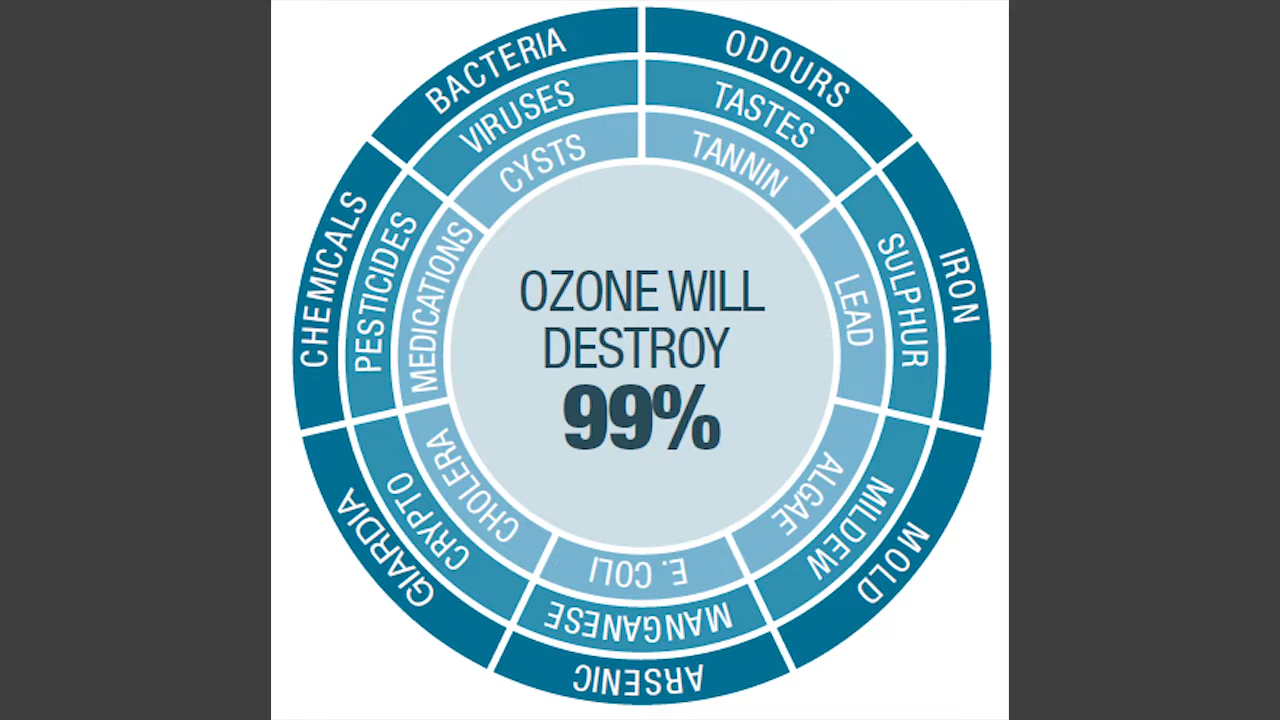 OZONE WILL
DESTROY
99%
ODOURS
TASTES
TANNIN
IRON
SULPHUR
LEAD
MOLD
MILDEW
ALGAE
ARSENIC
MANGANESE
E. COLI
GIARDIA
CRYPTO
CHOLERA
CHEMICALS
PESTICIDES
MEDICATIONS
BACTERIA
VIRUSES
CYSTS